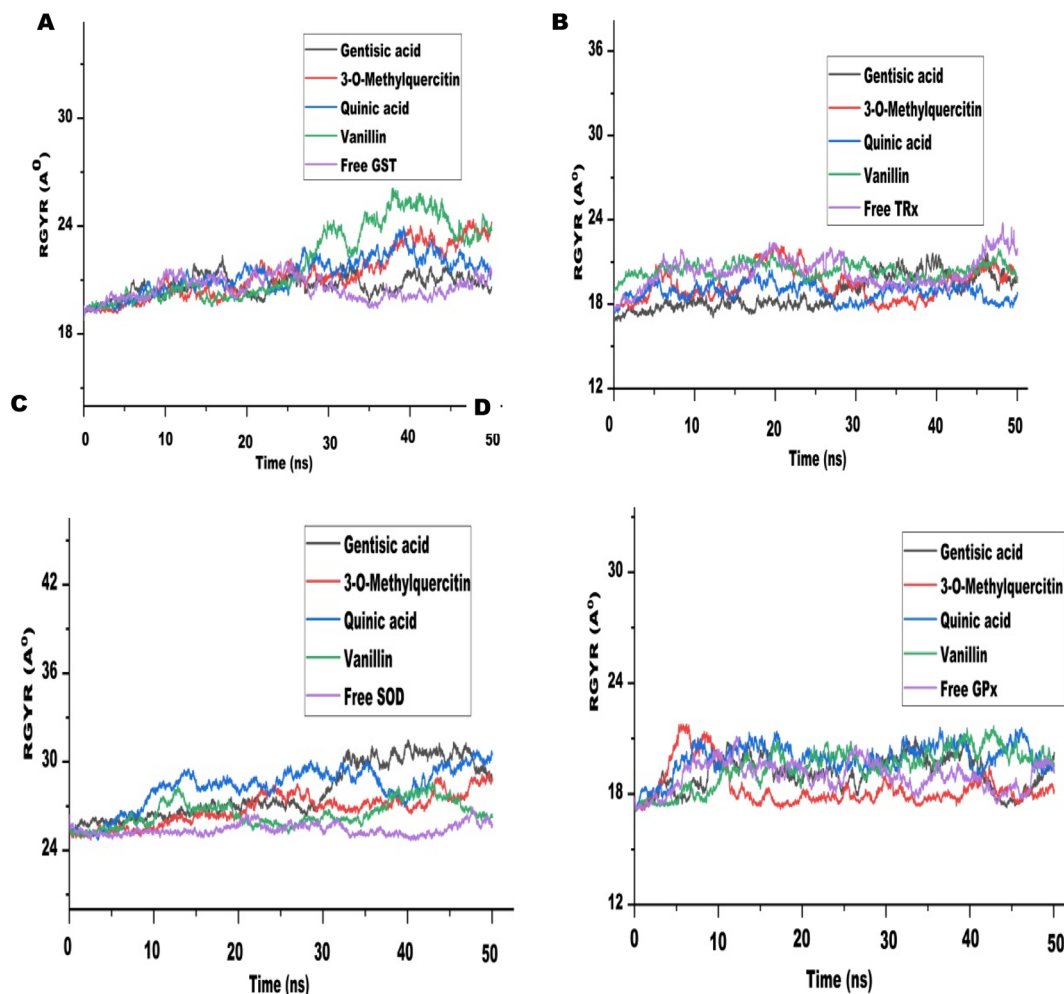 A
RGYR (A⁰)
30
24
18
Gentisic acid
3-O-Methylquercitin
Quinic acid
Vanillin
Free GST
0
10
20
30
40
50
Time (ns)
B
RGYR (A⁰)
36
30
24
18
12
Gentisic acid
3-O-Methylquercitin
Quinic acid
Vanillin
Free TRx
0
10
20
30
40
50
Time (ns)
C
RGYR (A⁰)
42
36
30
24
Gentisic acid
3-O-Methylquercitin
Quinic acid
Vanillin
Free SOD
0
10
20
30
40
50
Time (ns)
D
RGYR (A⁰)
30
24
18
12
Gentisic acid
3-O-Methylquercitin
Quinic acid
Vanillin
Free GPx
0
10
20
30
40
50
Time (ns)